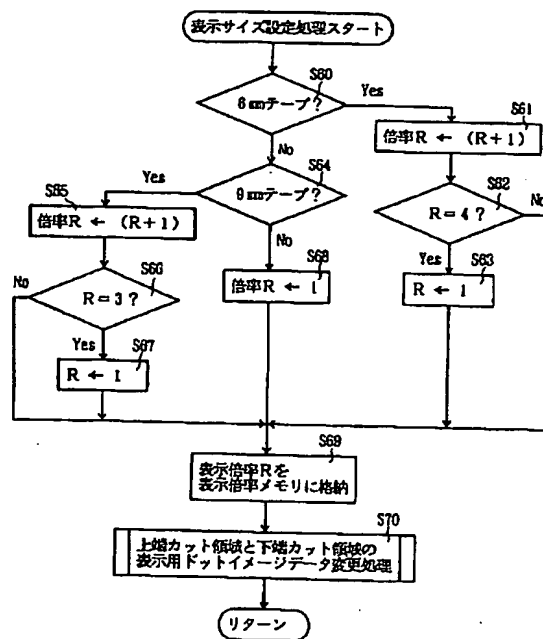 表示サイズ設定処理スタート
S60
6mmテープ?
Yes
No
S61
倍率R ← (R+1)
S62
R=4?
No
Yes
S63
R ← 1
S64
9mmテープ?
Yes
No
S65
倍率R ← (R+1)
S66
R=3?
No
Yes
S67
R ← 1
S68
倍率R ← 1
S69
表示倍率Rを
表示倍率メモリに格納
S70
上端カット領域と下端カット領域の
表示用ドットイメージデータ変更処理
リターン